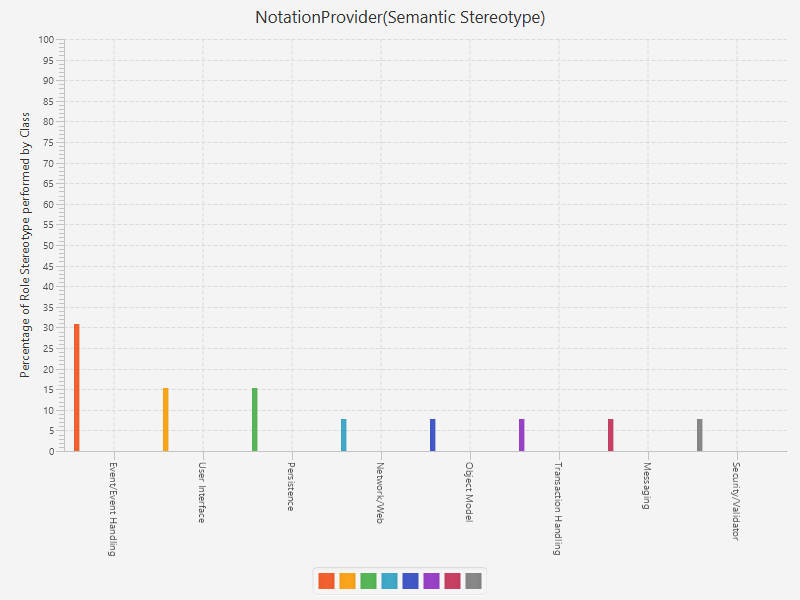 NotationProvider(Semantic Stereotype)
Percentage of Role Stereotype performed by Class
100
95
90
85
80
75
70
65
60
55
50
45
40
35
30
25
20
15
10
5
0
Event/Event Handling
User Interface
Persistence
Network/Web
Object Model
Transaction Handling
Messaging
Security/Validator